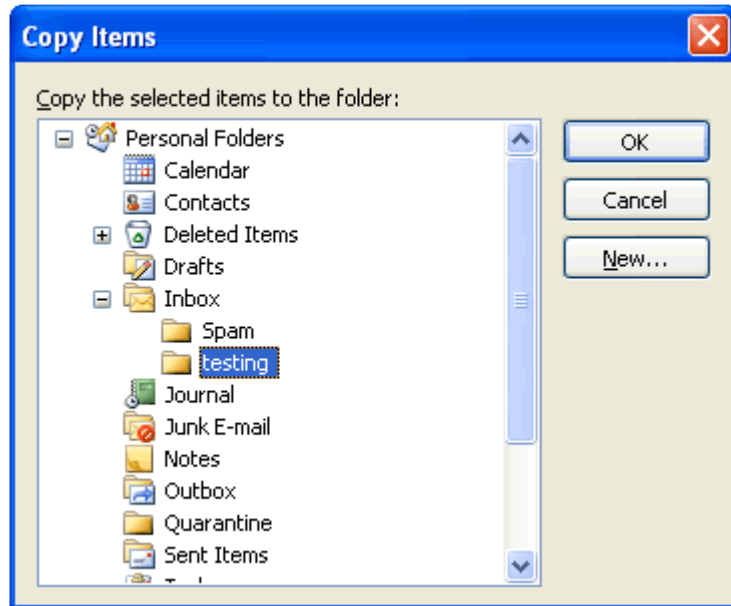 Copy Items
Copy the selected items to the folder:
Personal Folders
Calendar
Contacts
Deleted Items
Drafts
Inbox
Spam
testing
Journal
Junk E-mail
Notes
Outbox
Quarantine
Sent Items
OK
Cancel
New...